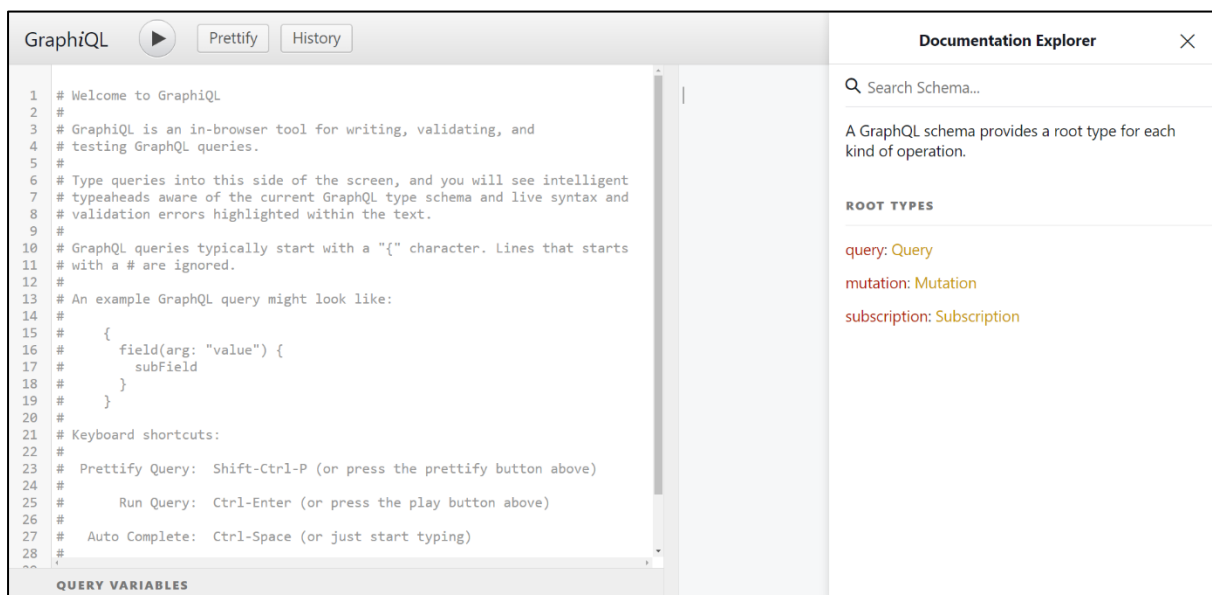 GraphiQL
Prettify
History
1 # Welcome to GraphiQL
2 #
3 # GraphiQL is an in-browser tool for writing, validating, and
4 # testing GraphQL queries.
5 #
6 # Type queries into this side of the screen, and you will see intelligent
7 # typeaheads aware of the current GraphQL type schema and live syntax and
8 # validation errors highlighted within the text.
9 #
10 # GraphQL queries typically start with a "{" character. Lines that starts
11 # with a # are ignored.
12 #
13 # An example GraphQL query might look like:
14 #
15 #     {
16 #       field(arg: "value") {
17 #         subField
18 #       }
19 #     }
20 #
21 # Keyboard shortcuts:
22 #
23 #  Prettify Query:  Shift-Ctrl-P (or press the prettify button above)
24 #
25 #       Run Query:  Ctrl-Enter (or press the play button above)
26 #
27 #   Auto Complete:  Ctrl-Space (or just start typing)
28 #
QUERY VARIABLES
Documentation Explorer
Search Schema...
A GraphQL schema provides a root type for each
kind of operation.
ROOT TYPES
query: Query
mutation: Mutation
subscription: Subscription